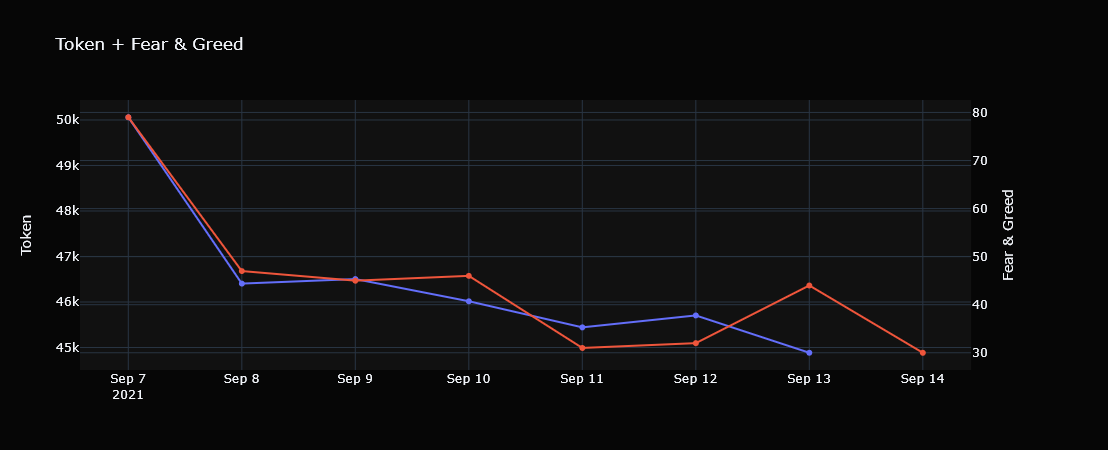 Token + Fear & Greed
50k
49k
48k
47k
46k
45k
Token
80
70
60
50
40
30
Fear & Greed
Sep 7 Sep 8 Sep 9 Sep 10 Sep 11 Sep 12 Sep 13 Sep 14
2021